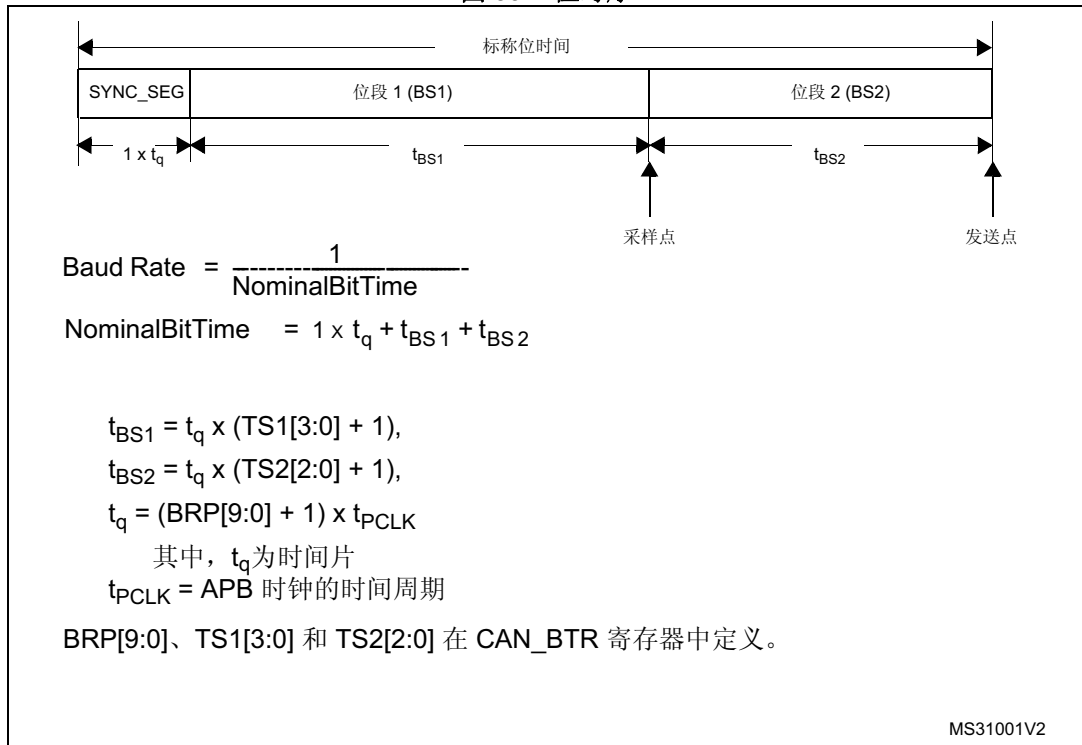 标称位时间
SYNC_SEG 位段 1 (BS1) 位段 2 (BS2)
1 x tq tBS1 tBS2
采样点 发送点
Baud Rate = 1
NominalBitTime
NominalBitTime = 1 x tq + tBS1 + tBS2
tBS1 = tq x (TS1[3:0] + 1),
tBS2 = tq x (TS2[2:0] + 1),
tq = (BRP[9:0] + 1) x tPCLK
其中，tq为时间片
tPCLK = APB 时钟的时间周期
BRP[9:0]、TS1[3:0] 和 TS2[2:0] 在 CAN_BTR 寄存器中定义。
MS31001V2